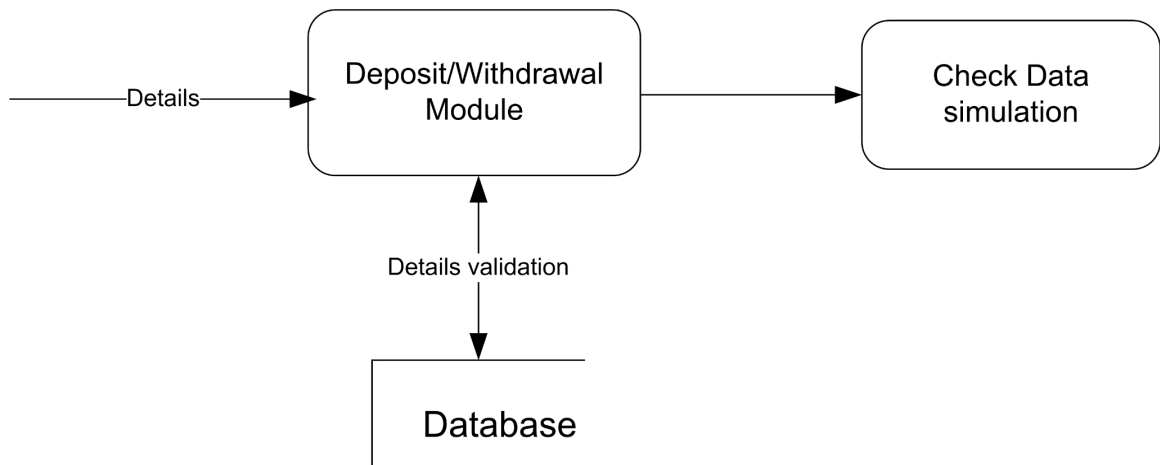 Deposit/Withdrawal
Module
Check Data
simulation
Details
Details validation
Database